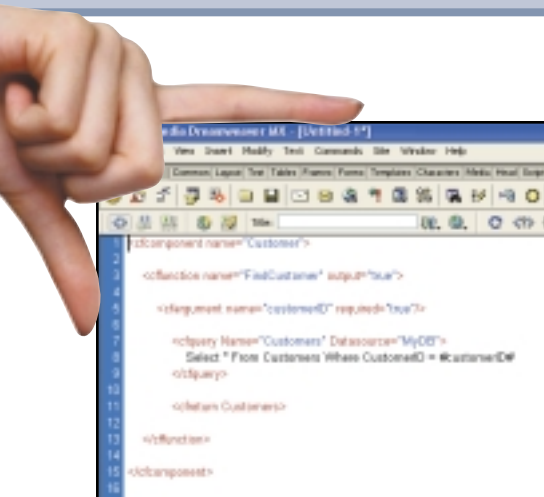 Dreamweaver MX - [Untitled-1*]
View Insert Modify Text Commands Site Window Help
Common Layout Text Tables Frames Forms Templates Characters Media Head Script
Title:
1 <cfcomponent name="Customer">
2
3 <cffunction name="FindCustomer" output="true">
4
5 <cfargument name="customerID" required="true"/>
6
7 <cfquery Name="Customers" Datasource="MyDB">
8 Select * From Customers Where CustomerID = #customerID#
9 </cfquery>
10
11 <cfreturn Customers>
12
13 </cffunction>
14
15 </cfcomponent>
16